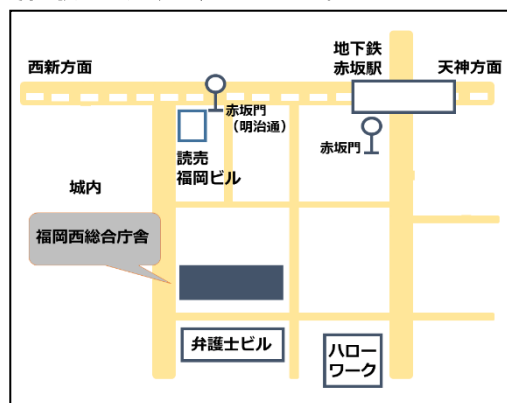 地下鉄
赤坂駅
西新方面
天神方面
赤坂門
（明治通）
赤坂門
読売
福岡ビル
城内
福岡西総合庁舎
弁護士ビル
ハロー
ワーク